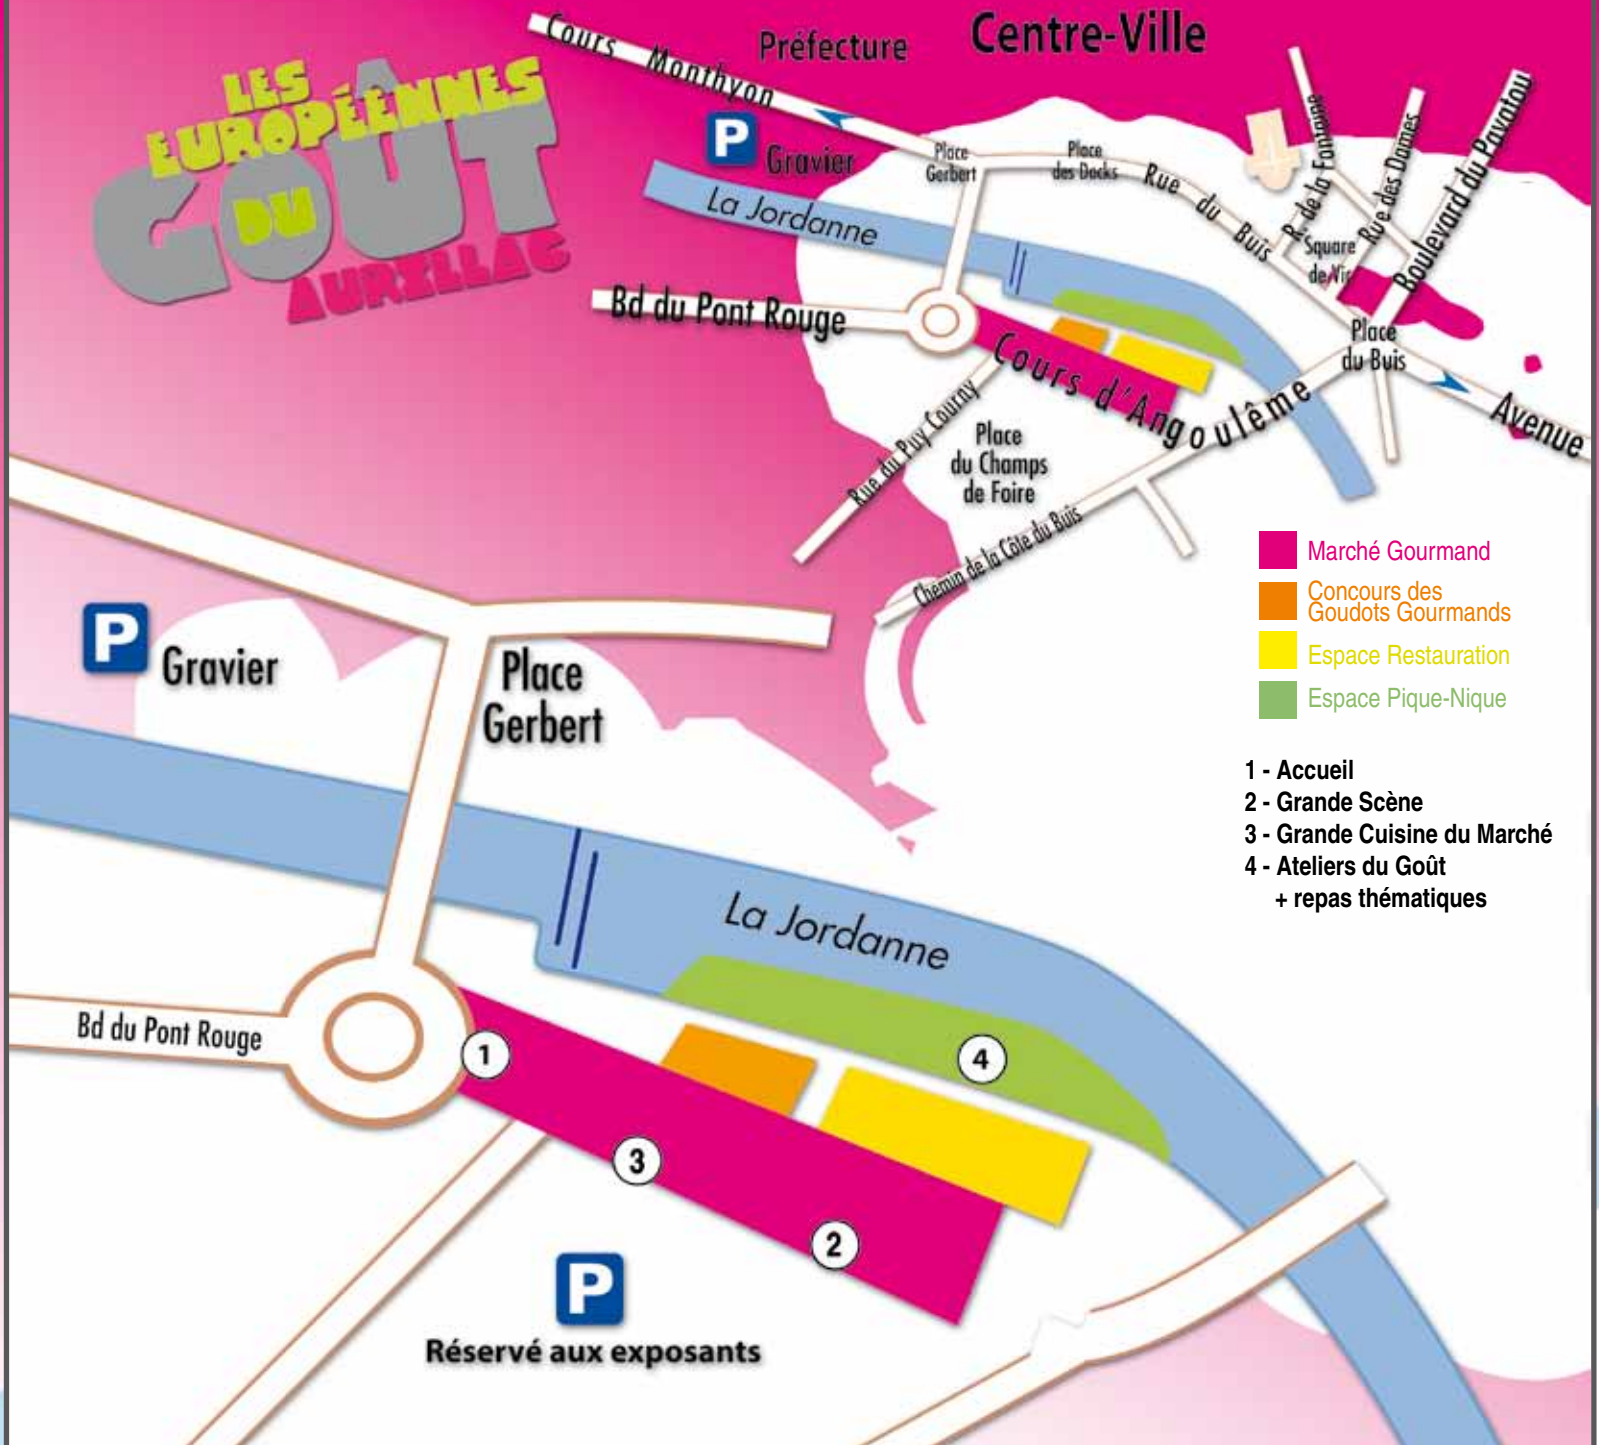 LES
EUROPÉENNES
DU
GOÛT
À
AURILLAC
Centre-Ville
Préfecture
Cours Monthyon
P
Gravier
La Jordanne
Place
Gerbert
Place
des Docks
Rue du Buis
R. de la Fontaine
Rue des Dames
Boulevard du Pavatou
Square
de Vic
Bd du Pont Rouge
Cours d'Angoulême
Place
du Buis
Avenue
Rue du Puy Courny
Place
du Champs
de Foire
Chemin de la Côte du Buis
Marché Gourmand
Concours des
Goudots Gourmands
Espace Restauration
Espace Pique-Nique
1 - Accueil
2 - Grande Scène
3 - Grande Cuisine du Marché
4 - Ateliers du Goût
+ repas thématiques
P
Gravier
Place
Gerbert
La Jordanne
Bd du Pont Rouge
1
4
3
2
P
Réservé aux exposants